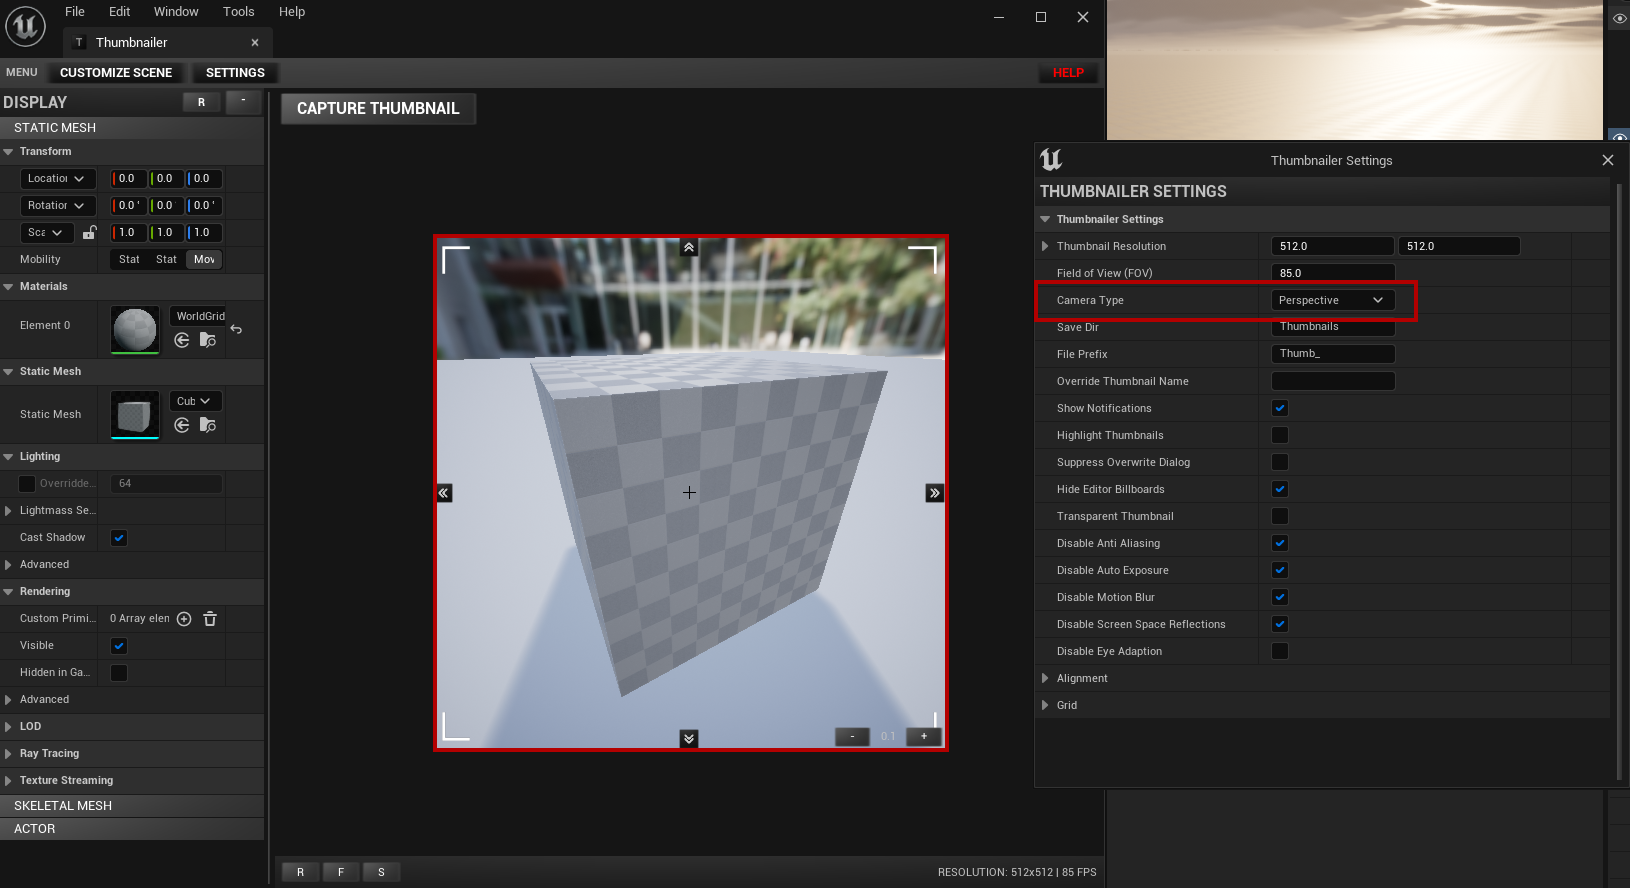 File Edit Window Tools Help
T Thumbnailer
MENU CUSTOMIZE SCENE SETTINGS HELP
DISPLAY R -
CAPTURE THUMBNAIL
STATIC MESH
Transform
Location 0.0 0.0 0.0
Rotation 0.0 ° 0.0 0.0 °
Sca 1.0 1.0 1.0
Mobility Stat Stat Mov
Materials
Element 0 WorldGrid
Static Mesh
Static Mesh Cub
Lighting
Overridde... 64
Lightmass Se...
Cast Shadow
Advanced
Rendering
Custom Primi... 0 Array elen
Visible
Hidden in Ga...
Advanced
LOD
Ray Tracing
Texture Streaming
SKELETAL MESH
ACTOR
- 0.1 +
R F S
RESOLUTION: 512x512 | 85 FPS
Thumbnailer Settings
THUMBNAILER SETTINGS
Thumbnailer Settings
Thumbnail Resolution 512.0 512.0
Field of View (FOV) 85.0
Camera Type Perspective
Save Dir Thumbnails
File Prefix Thumb_
Override Thumbnail Name
Show Notifications
Highlight Thumbnails
Suppress Overwrite Dialog
Hide Editor Billboards
Transparent Thumbnail
Disable Anti Aliasing
Disable Auto Exposure
Disable Motion Blur
Disable Screen Space Reflections
Disable Eye Adaption
Alignment
Grid